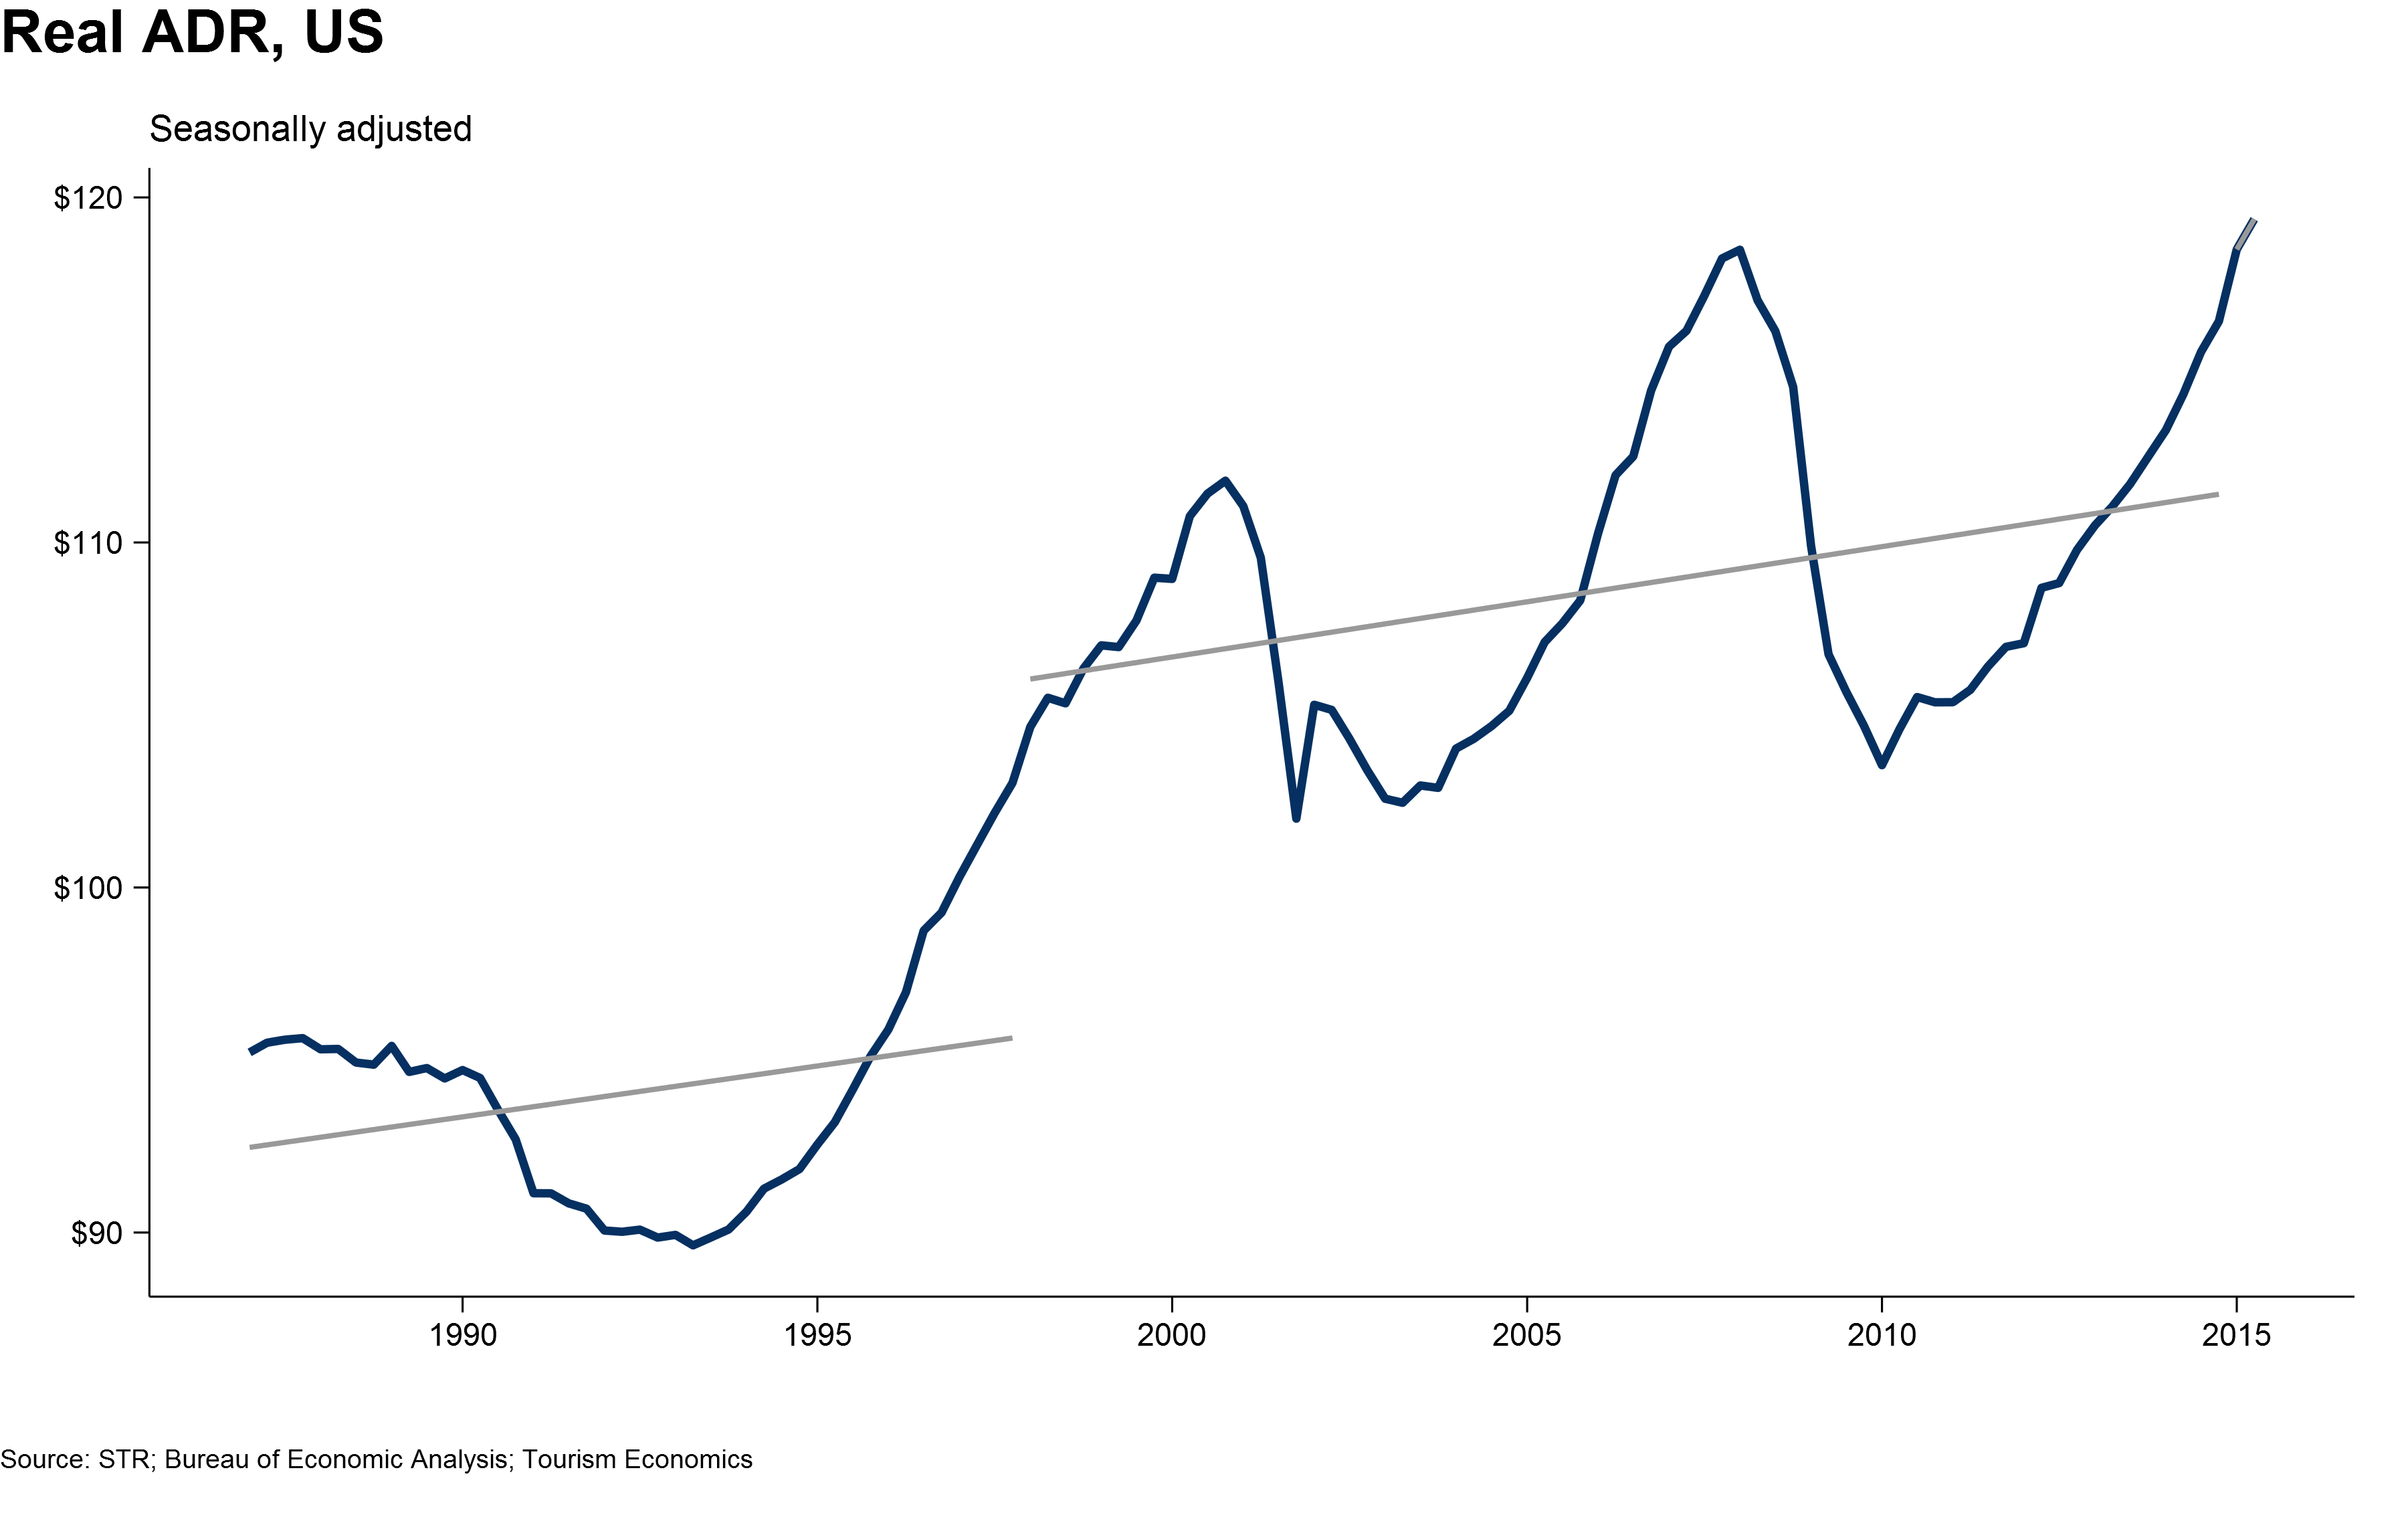 Real ADR, US
Seasonally adjusted
$120
$110
$100
$90
1990 1995 2000 2005 2010 2015
Source: STR; Bureau of Economic Analysis; Tourism Economics